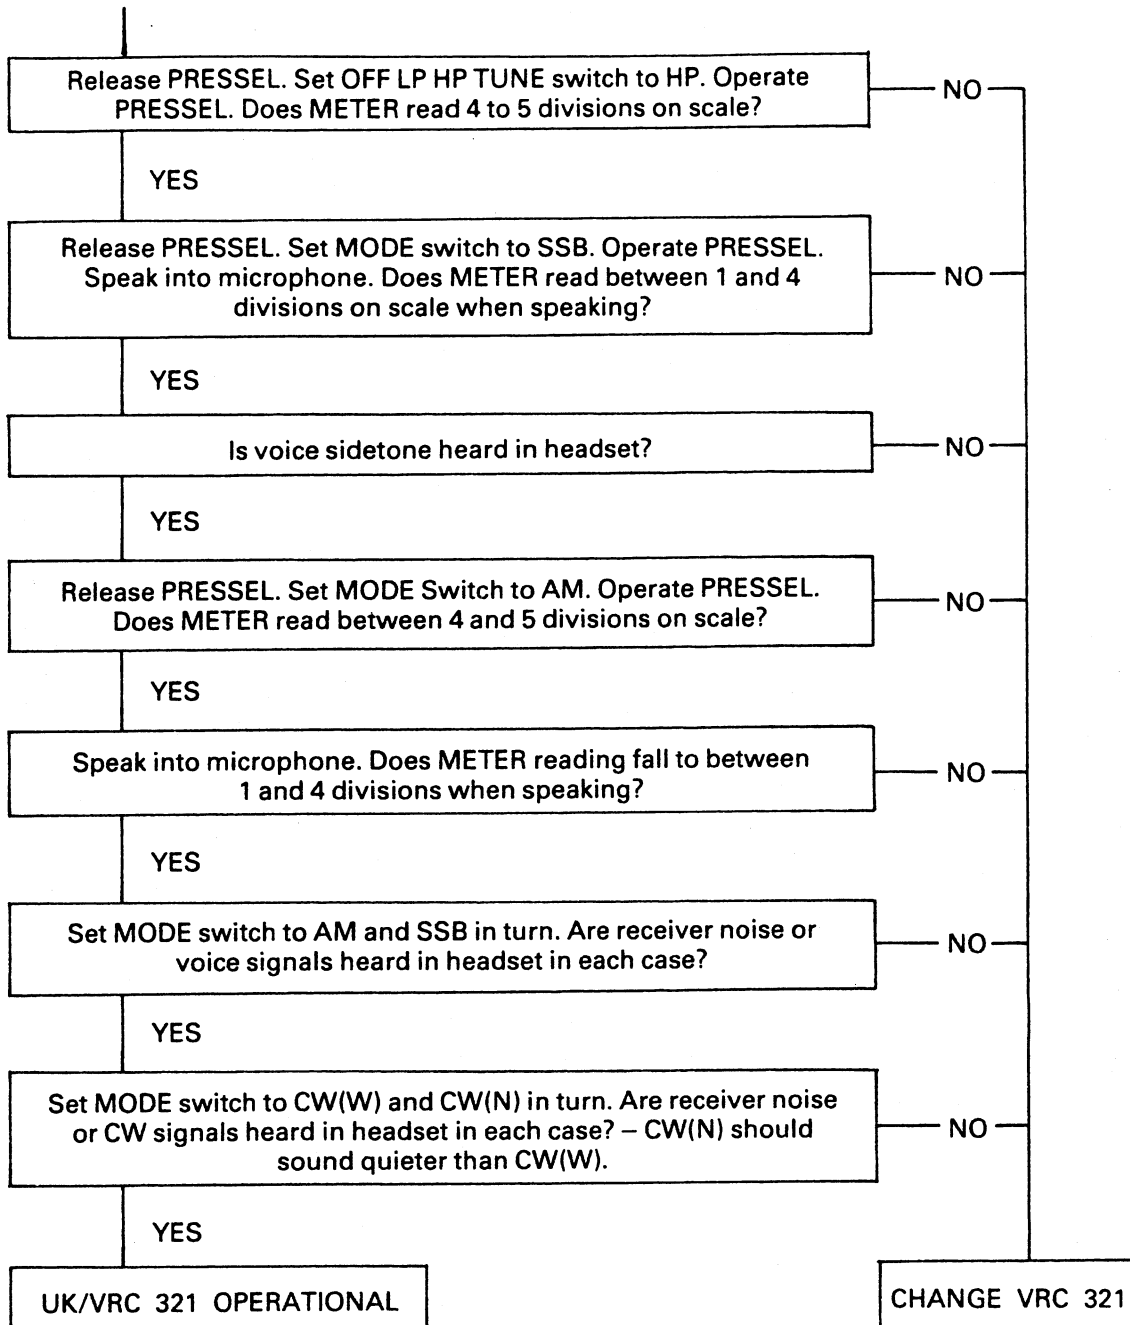 Release PRESSEL. Set OFF LP HP TUNE switch to HP. Operate
PRESSEL. Does METER read 4 to 5 divisions on scale?
NO
YES
Release PRESSEL. Set MODE switch to SSB. Operate PRESSEL.
Speak into microphone. Does METER read between 1 and 4
divisions on scale when speaking?
NO
YES
Is voice sidetone heard in headset?
NO
YES
Release PRESSEL. Set MODE Switch to AM. Operate PRESSEL.
Does METER read between 4 and 5 divisions on scale?
NO
YES
Speak into microphone. Does METER reading fall to between
1 and 4 divisions when speaking?
NO
YES
Set MODE switch to AM and SSB in turn. Are receiver noise or
voice signals heard in headset in each case?
NO
YES
Set MODE switch to CW(W) and CW(N) in turn. Are receiver noise
or CW signals heard in headset in each case? – CW(N) should
sound quieter than CW(W).
NO
YES
UK/VRC 321 OPERATIONAL
CHANGE VRC 321